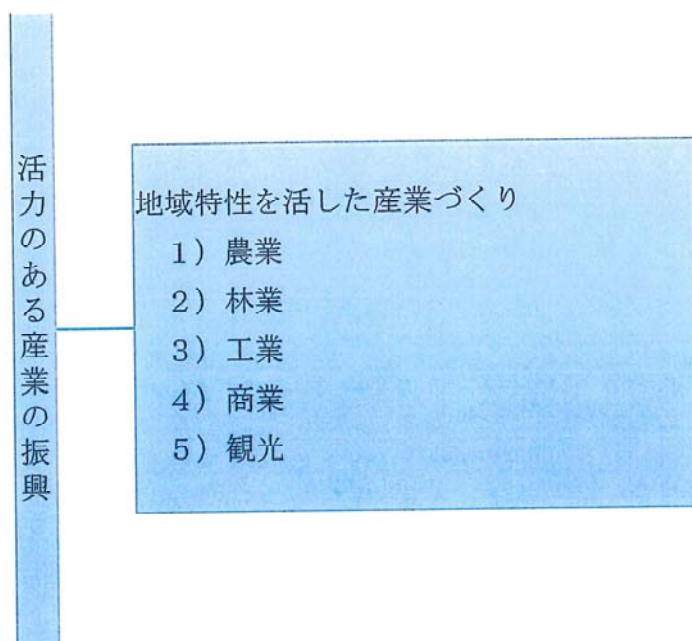 活力のある産業の振興
地域特性を活した産業づくり
1）農業
2）林業
3）工業
4）商業
5）観光